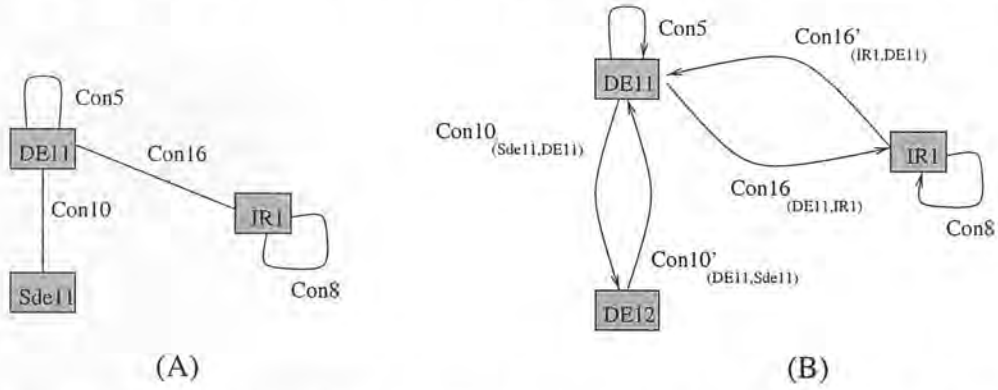 Con5
DE11
Con16
Con10
IR1
Sde11
Con8
(A)
Con5
Con16’
(IR1,DE11)
DE11
Con10
(Sde11,DE11)
IR1
Con16
(DE11,IR1)
Con8
Con10’
(DE11,Sde11)
DE12
(B)